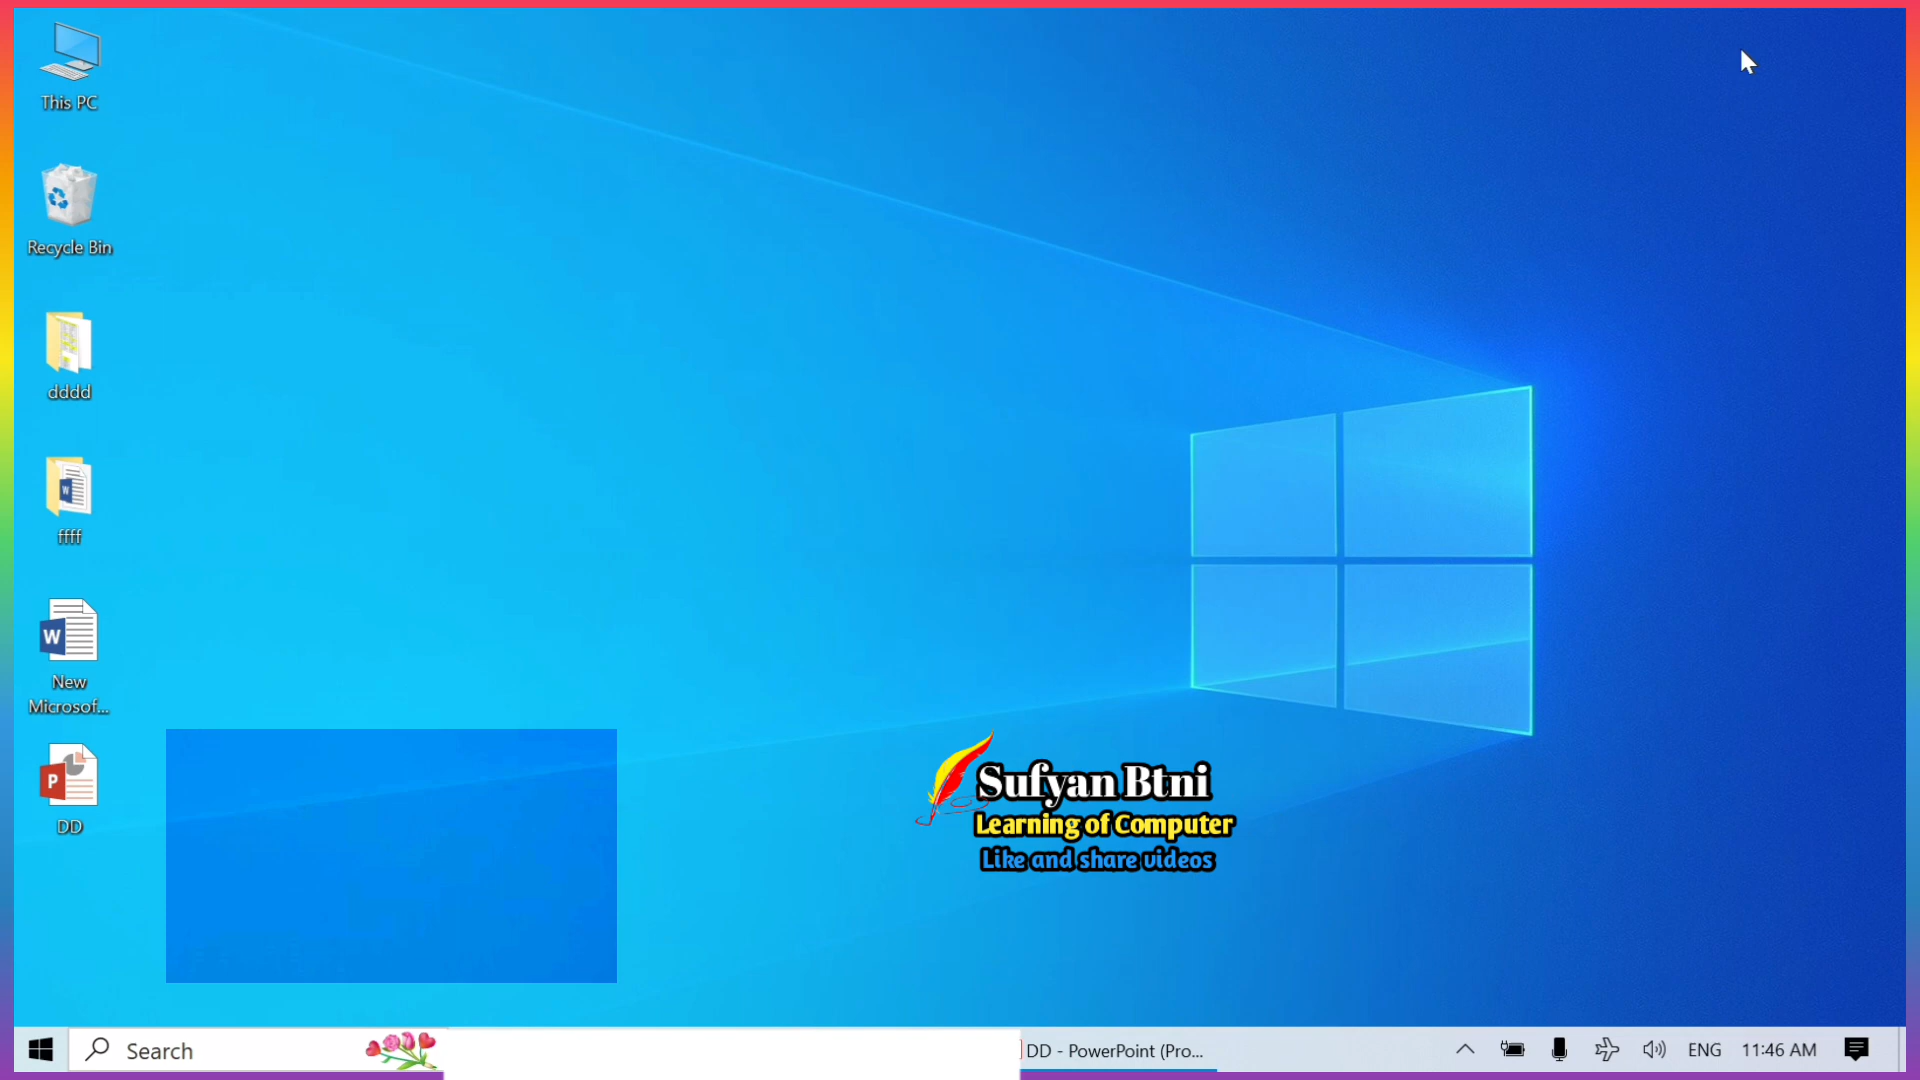 This PC
Recycle Bin
dddd
ffff
W
New
Microsof...
P
DD
Sufyan Btni
Learning of Computer
Like and share videos
Search
DD - PowerPoint (Pro...
ENG
11:46 AM